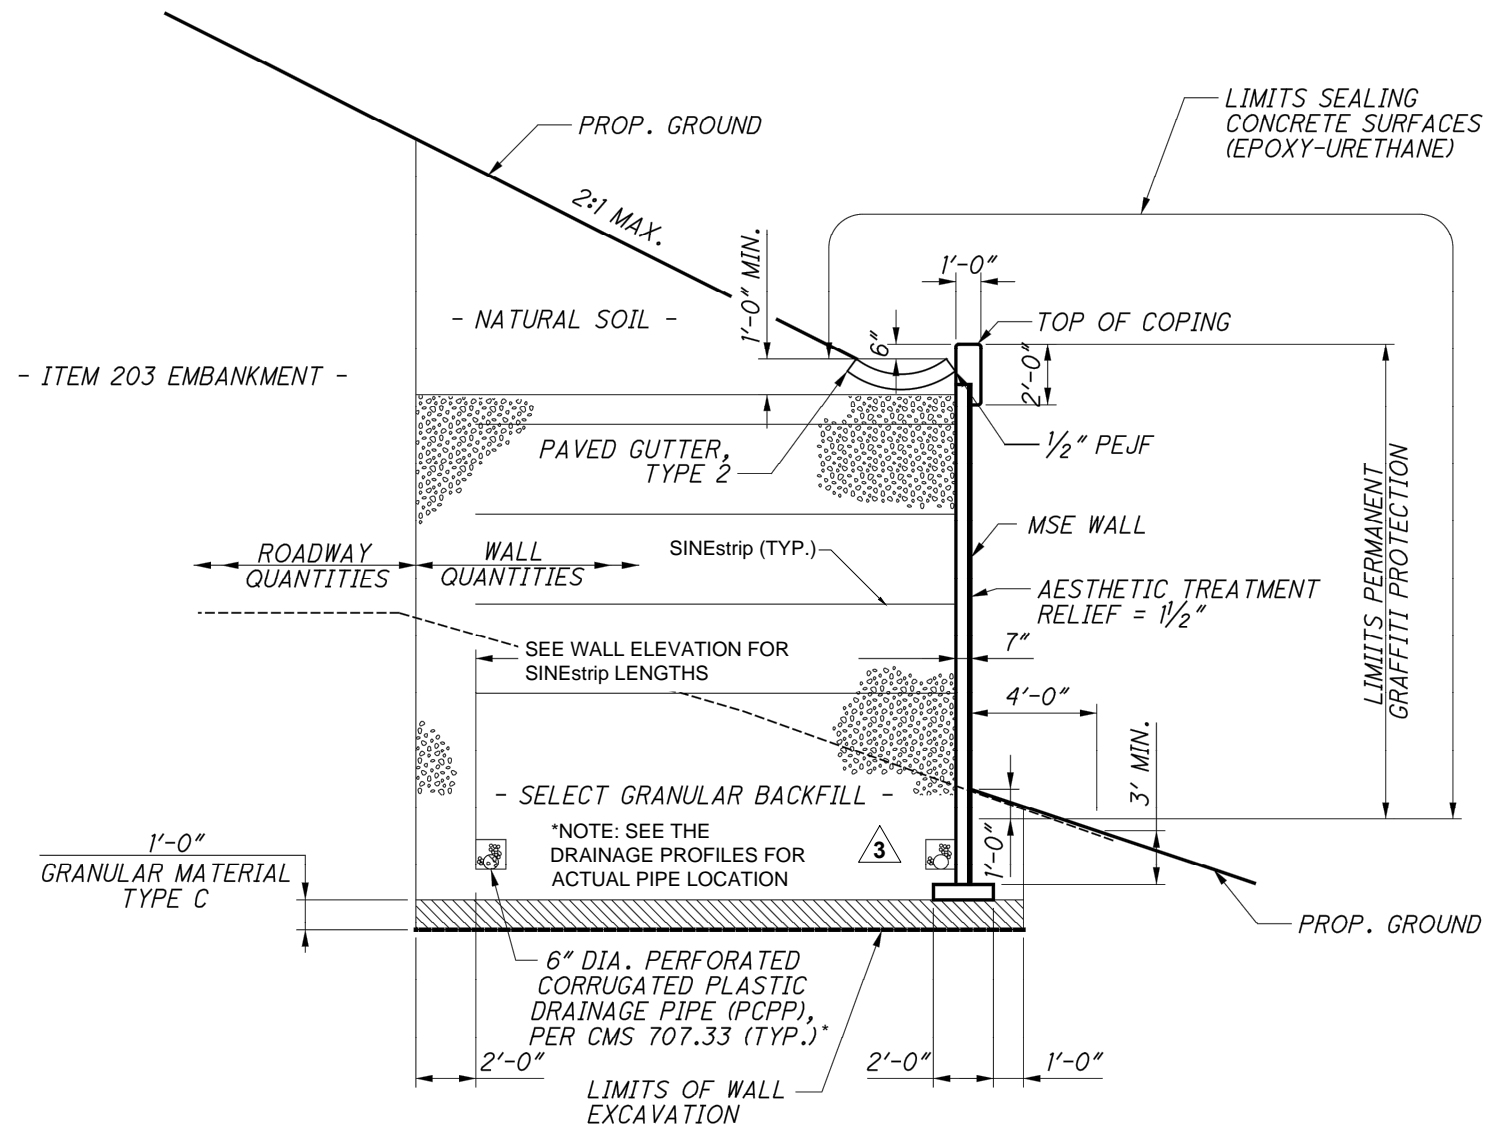 LIMITS SEALING
CONCRETE SURFACES
(EPOXY-URETHANE)
PROP. GROUND
2:1 MAX.
1'-0" MIN.
1'-0"
6"
TOP OF COPING
2'-0"
- NATURAL SOIL -
- ITEM 203 EMBANKMENT -
PAVED GUTTER,
TYPE 2
1/2" PEJF
MSE WALL
LIMITS PERMANENT
GRAFFITI PROTECTION
ROADWAY
QUANTITIES
WALL
QUANTITIES
SINEstrip (TYP.)
AESTHETIC TREATMENT
RELIEF = 1 1/2"
SEE WALL ELEVATION FOR
SINEstrip LENGTHS
7"
4'-0"
3' MIN.
- SELECT GRANULAR BACKFILL -
*NOTE: SEE THE
DRAINAGE PROFILES FOR
ACTUAL PIPE LOCATION
3
1'-0"
1'-0"
GRANULAR MATERIAL
TYPE C
PROP. GROUND
6" DIA. PERFORATED
CORRUGATED PLASTIC
DRAINAGE PIPE (PCPP),
PER CMS 707.33 (TYP.)*
2'-0"
2'-0"
1'-0"
LIMITS OF WALL
EXCAVATION